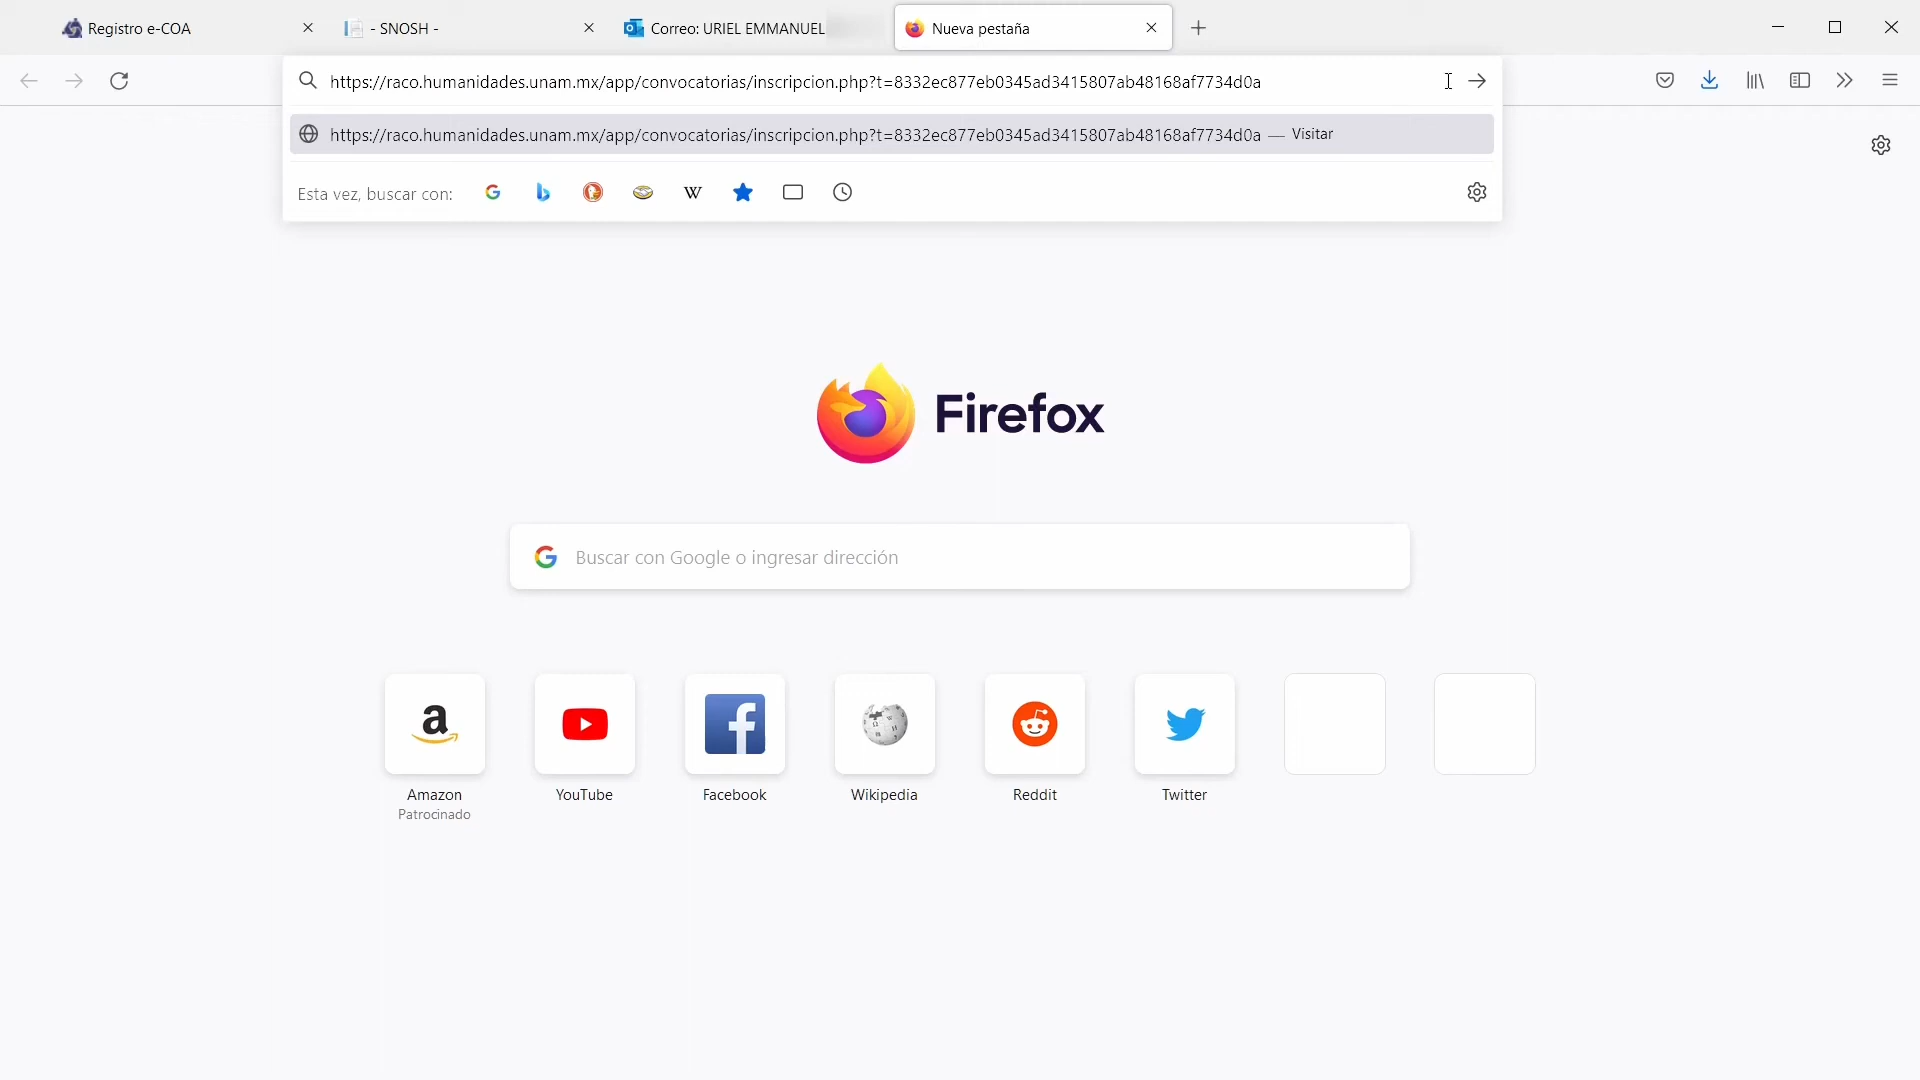 Registro e-COA
- SNOSH -
Correo: URIEL EMMANUEL
Nueva pestaña
https://raco.humanidades.unam.mx/app/convocatorias/inscripcion.php?t=8332ec877eb0345ad3415807ab48168af7734d0a
https://raco.humanidades.unam.mx/app/convocatorias/inscripcion.php?t=8332ec877eb0345ad3415807ab48168af7734d0a — Visitar
Esta vez, buscar con:
Firefox
Buscar con Google o ingresar dirección
Amazon
Patrocinado
YouTube
Facebook
Wikipedia
Reddit
Twitter